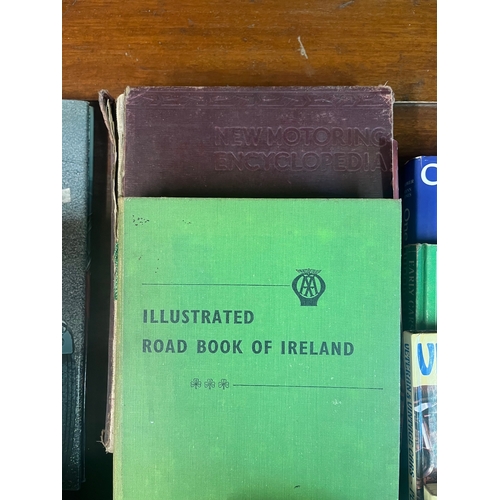 NEW MOTORING
ENCYCLOPEDIA
AA
ILLUSTRATED
ROAD BOOK OF IRELAND